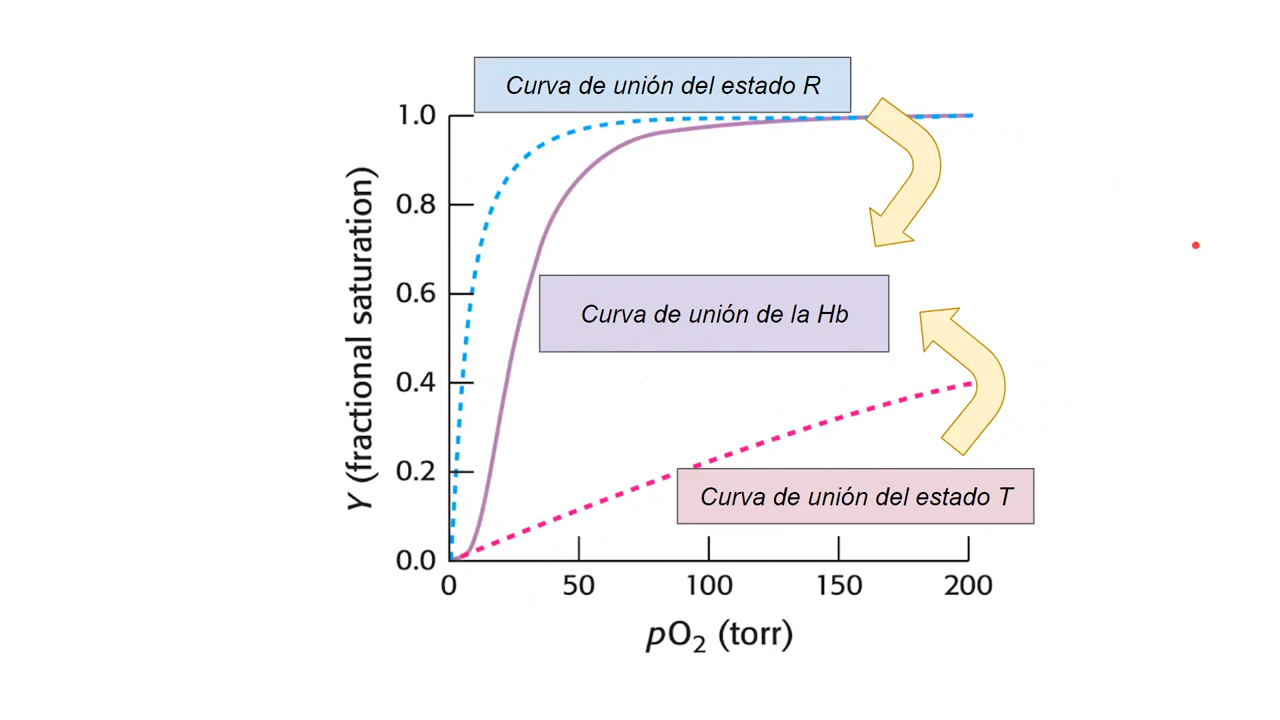 Curva de unión del estado R
1.0
0.8
0.6
0.4
0.2
0.0
Y (fractional saturation)
Curva de unión de la Hb
Curva de unión del estado T
0 50 100 150 200
pO₂ (torr)